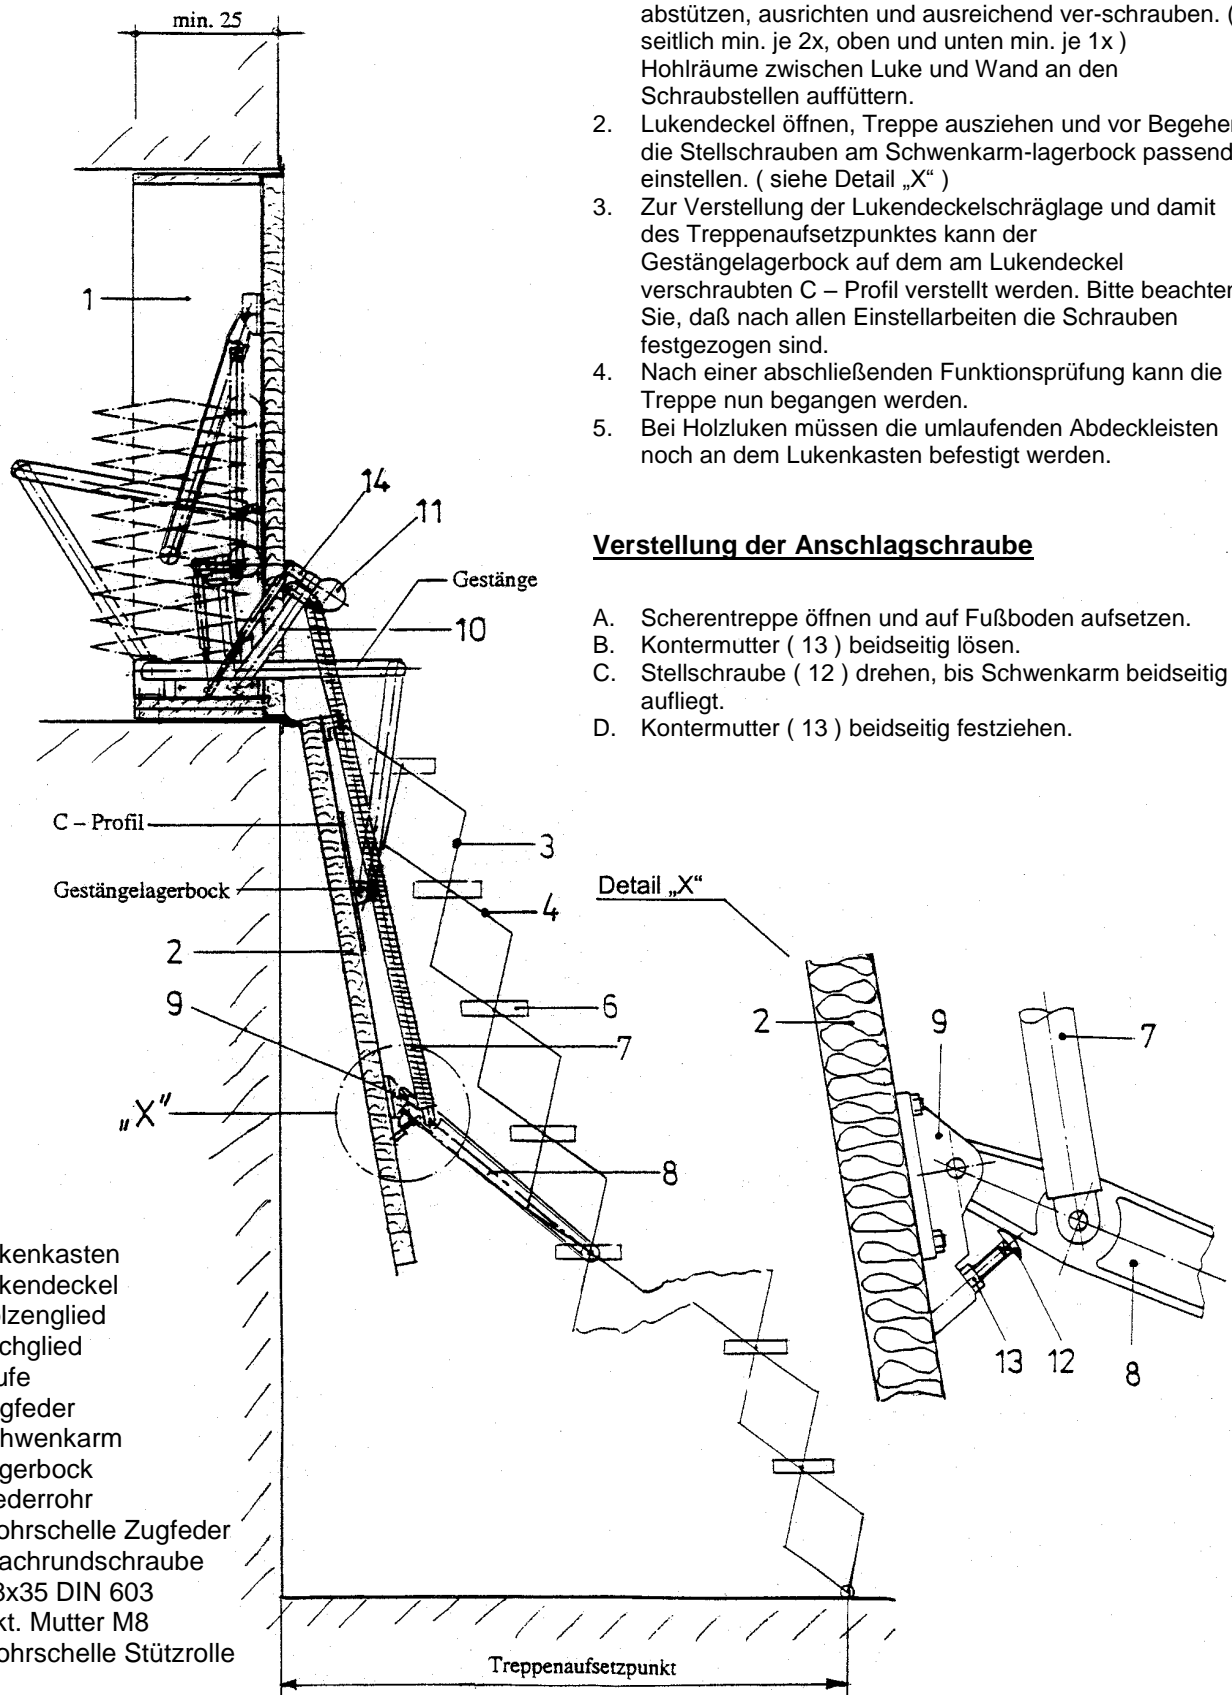 min. 25
abstützen, ausrichten und ausreichend ver-schrauben. (
seitlich min. je 2x, oben und unten min. je 1x )
Hohlräume zwischen Luke und Wand an den
Schraubstellen auffüttern.
2. Lukendeckel öffnen, Treppe ausziehen und vor Begehen
die Stellschrauben am Schwenkarm-lagerbock passend
einstellen. ( siehe Detail „X“ )
3. Zur Verstellung der Lukendeckelschräglage und damit
des Treppenaufsetzpunktes kann der
Gestängelagerbock auf dem am Lukendeckel
verschraubten C – Profil verstellt werden. Bitte beachten
Sie, daß nach allen Einstellarbeiten die Schrauben
festgezogen sind.
4. Nach einer abschließenden Funktionsprüfung kann die
Treppe nun begangen werden.
5. Bei Holzluken müssen die umlaufenden Abdeckleisten
noch an dem Lukenkasten befestigt werden.
Verstellung der Anschlagschraube
A. Scherentreppe öffnen und auf Fußboden aufsetzen.
B. Kontermutter ( 13 ) beidseitig lösen.
C. Stellschraube ( 12 ) drehen, bis Schwenkarm beidseitig
aufliegt.
D. Kontermutter ( 13 ) beidseitig festziehen.
1
14
11
Gestänge
10
C – Profil
3
Gestängelagerbock
4
2
6
9
7
„X“
8
Detail „X“
2
9
7
13
12
8
kenkasten
kendeckel
lzenglied
chglied
ufe
gfeder
hwenkarm
gerbock
ederrohr
ohrschelle Zugfeder
achrundschraube
8x35 DIN 603
kt. Mutter M8
ohrschelle Stützrolle
Treppenaufsetzpunkt